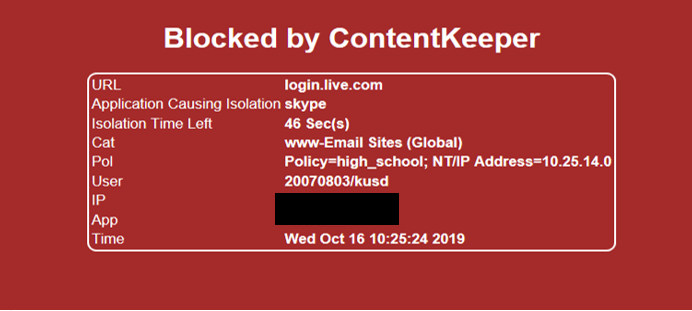 Blocked by ContentKeeper
URL login.live.com
Application Causing Isolation skype
Isolation Time Left 46 Sec(s)
Cat www-Email Sites (Global)
Pol Policy=high_school; NT/IP Address=10.25.14.0
User 20070803/kusd
IP
App
Time Wed Oct 16 10:25:24 2019